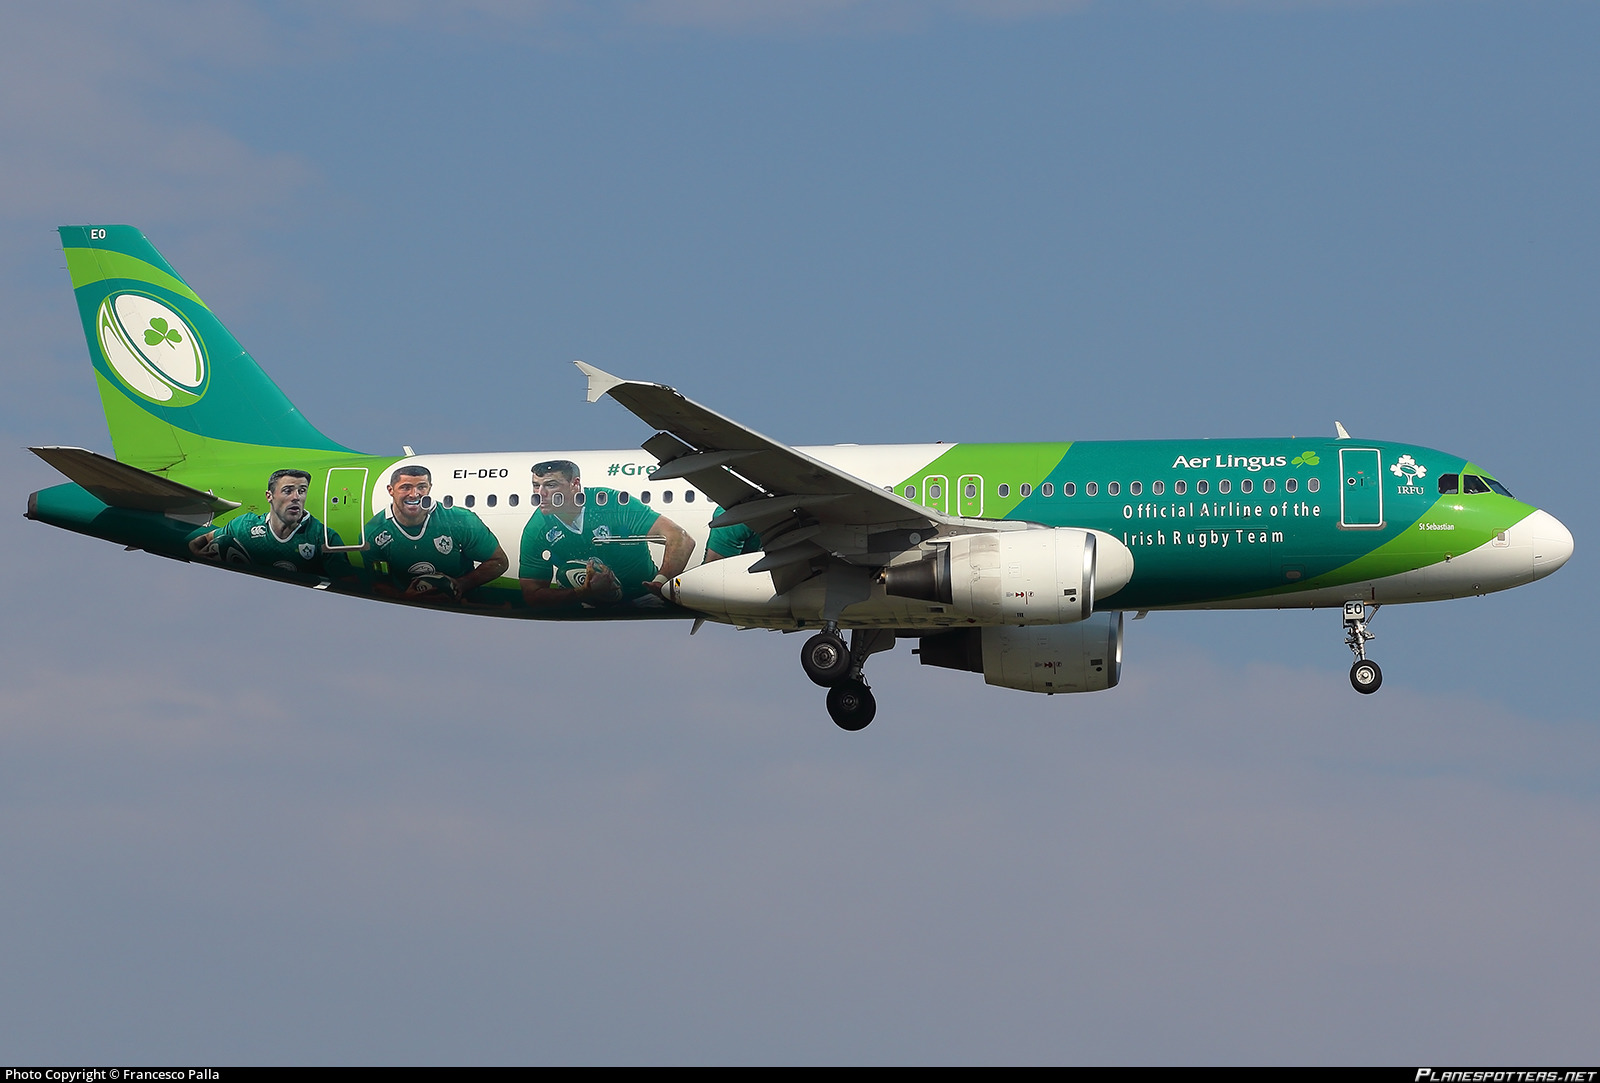 EO
EI-DEO
#Gre
Aer Lingus
IRFU
Official Airline of the
Irish Rugby Team
St Sebastian
EO
Photo Copyright © Francesco Palla
PLANESPOTTERS.NET